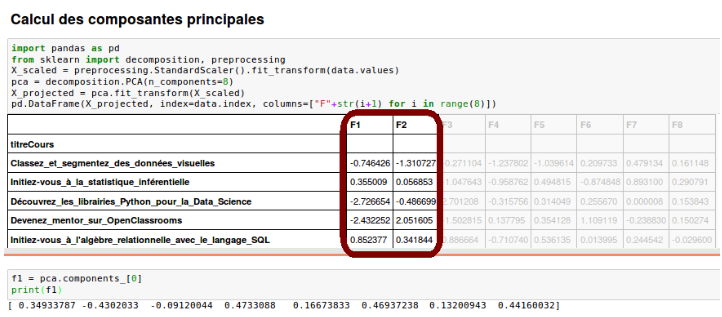 Calcul des composantes principales
import pandas as pd
from sklearn import decomposition, preprocessing
X_scaled = preprocessing.StandardScaler().fit_transform(data.values)
pca = decomposition.PCA(n_components=8)
X_projected = pca.fit_transform(X_scaled)
pd.DataFrame(X_projected, index=data.index, columns=["F"+str(i+1) for i in range(8)])
F1 F2 F3 F4 F5 F6 F7 F8
titreCours
Classez_et_segmentez_des_données_visuelles -0.746426 -1.310727 0.271104 -1.237802 -1.039614 0.209733 0.479134 0.161148
Initiez-vous_à_la_statistique_inférentielle 0.355009 0.056853 .047643 -0.958762 0.494815 -0.874848 0.893100 0.290791
Découvrez_les_librairies_Python_pour_la_Data_Science -2.726654 -0.486699 .701208 -0.315756 0.314049 0.255670 0.000008 0.153843
Devenez_mentor_sur_OpenClassrooms -2.432252 2.051605 .502815 0.137795 0.354128 1.109119 -0.238830 0.150274
Initiez-vous_à_l'algèbre_relationnelle_avec_le_langage_SQL 0.852377 0.341844 .886664 -0.710740 0.536135 0.013995 0.244542 -0.029600
f1 = pca.components_[0]
print(f1)
[ 0.34933787 -0.4302033 -0.09120044 0.4733088 0.16673833 0.46937238 0.13200943 0.44160032]